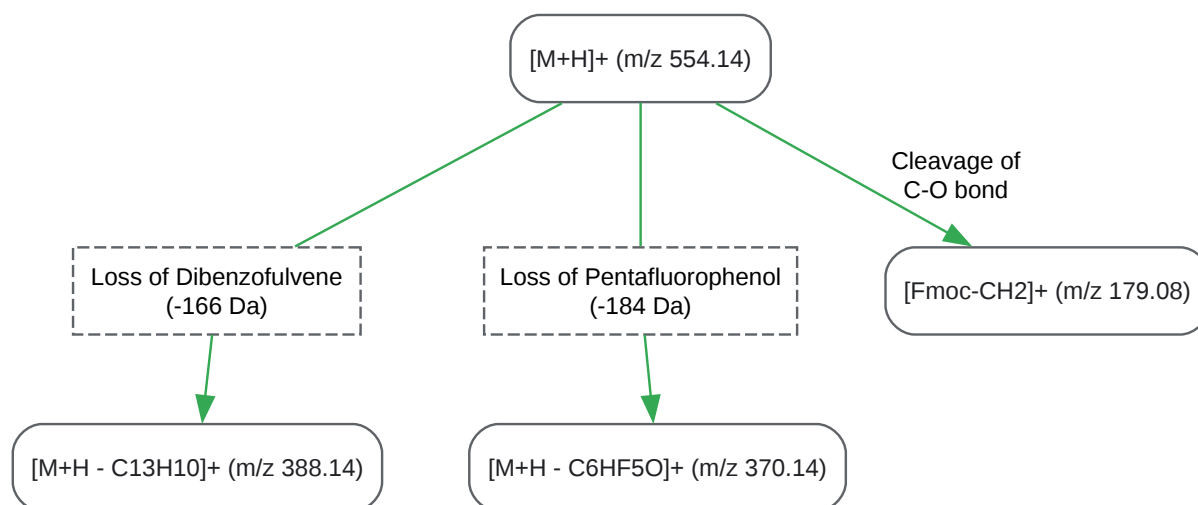 [M+H]+ (m/z 554.14)
Cleavage of
C-O bond
Loss of Dibenzofulvene
(-166 Da)
Loss of Pentafluorophenol
(-184 Da)
[Fmoc-CH2]+ (m/z 179.08)
[M+H - C13H10]+ (m/z 388.14)
[M+H - C6HF5O]+ (m/z 370.14)